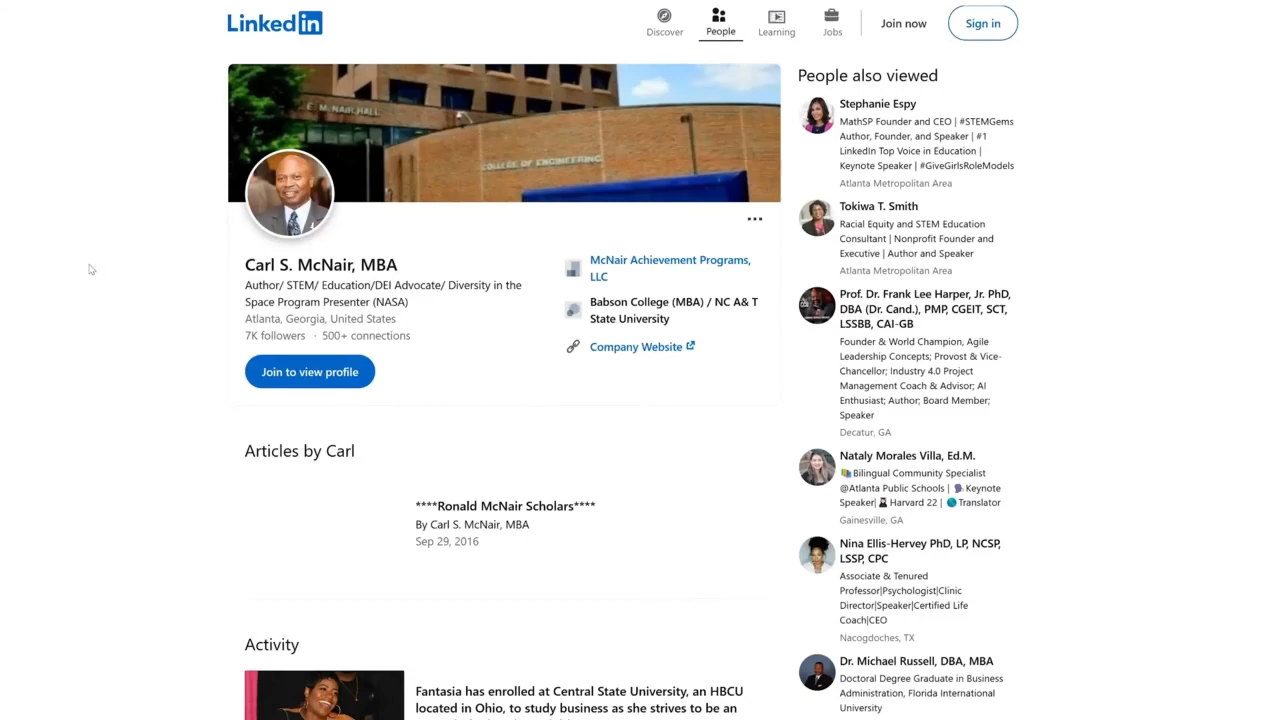 LinkedIn
Discover
People
Learning
Jobs
Join now
Sign in
E. McNAIR HALL
COLLEGE OF ENGINEERING
Carl S. McNair, MBA
Author/ STEM/ Education/DEI Advocate/ Diversity in the
Space Program Presenter (NASA)
Atlanta, Georgia, United States
7K followers · 500+ connections
Join to view profile
McNair Achievement Programs,
LLC
Babson College (MBA) / NC A& T
State University
Company Website
Articles by Carl
****Ronald McNair Scholars****
By Carl S. McNair, MBA
Sep 29, 2016
Activity
Fantasia has enrolled at Central State University, an HBCU
located in Ohio, to study business as she strives to be an
People also viewed
Stephanie Espy
MathSP Founder and CEO | #STEMGems
Author, Founder, and Speaker | #1
LinkedIn Top Voice in Education |
Keynote Speaker | #GiveGirlsRoleModels
Atlanta Metropolitan Area
Tokiwa T. Smith
Racial Equity and STEM Education
Consultant | Nonprofit Founder and
Executive | Author and Speaker
Atlanta Metropolitan Area
Prof. Dr. Frank Lee Harper, Jr. PhD,
DBA (Dr. Cand.), PMP, CGEIT, SCT,
LSSBB, CAI-GB
Founder & World Champion, Agile
Leadership Concepts; Provost & Vice-
Chancellor; Industry 4.0 Project
Management Coach & Advisor; AI
Enthusiast; Author; Board Member;
Speaker
Decatur, GA
Nataly Morales Villa, Ed.M.
Bilingual Community Specialist
@Atlanta Public Schools | Keynote
Speaker| Harvard 22 | Translator
Gainesville, GA
Nina Ellis-Hervey PhD, LP, NCSP,
LSSP, CPC
Associate & Tenured
Professor|Psychologist|Clinic
Director|Speaker|Certified Life
Coach|CEO
Nacogdoches, TX
Dr. Michael Russell, DBA, MBA
Doctoral Degree Graduate in Business
Administration, Florida International
University